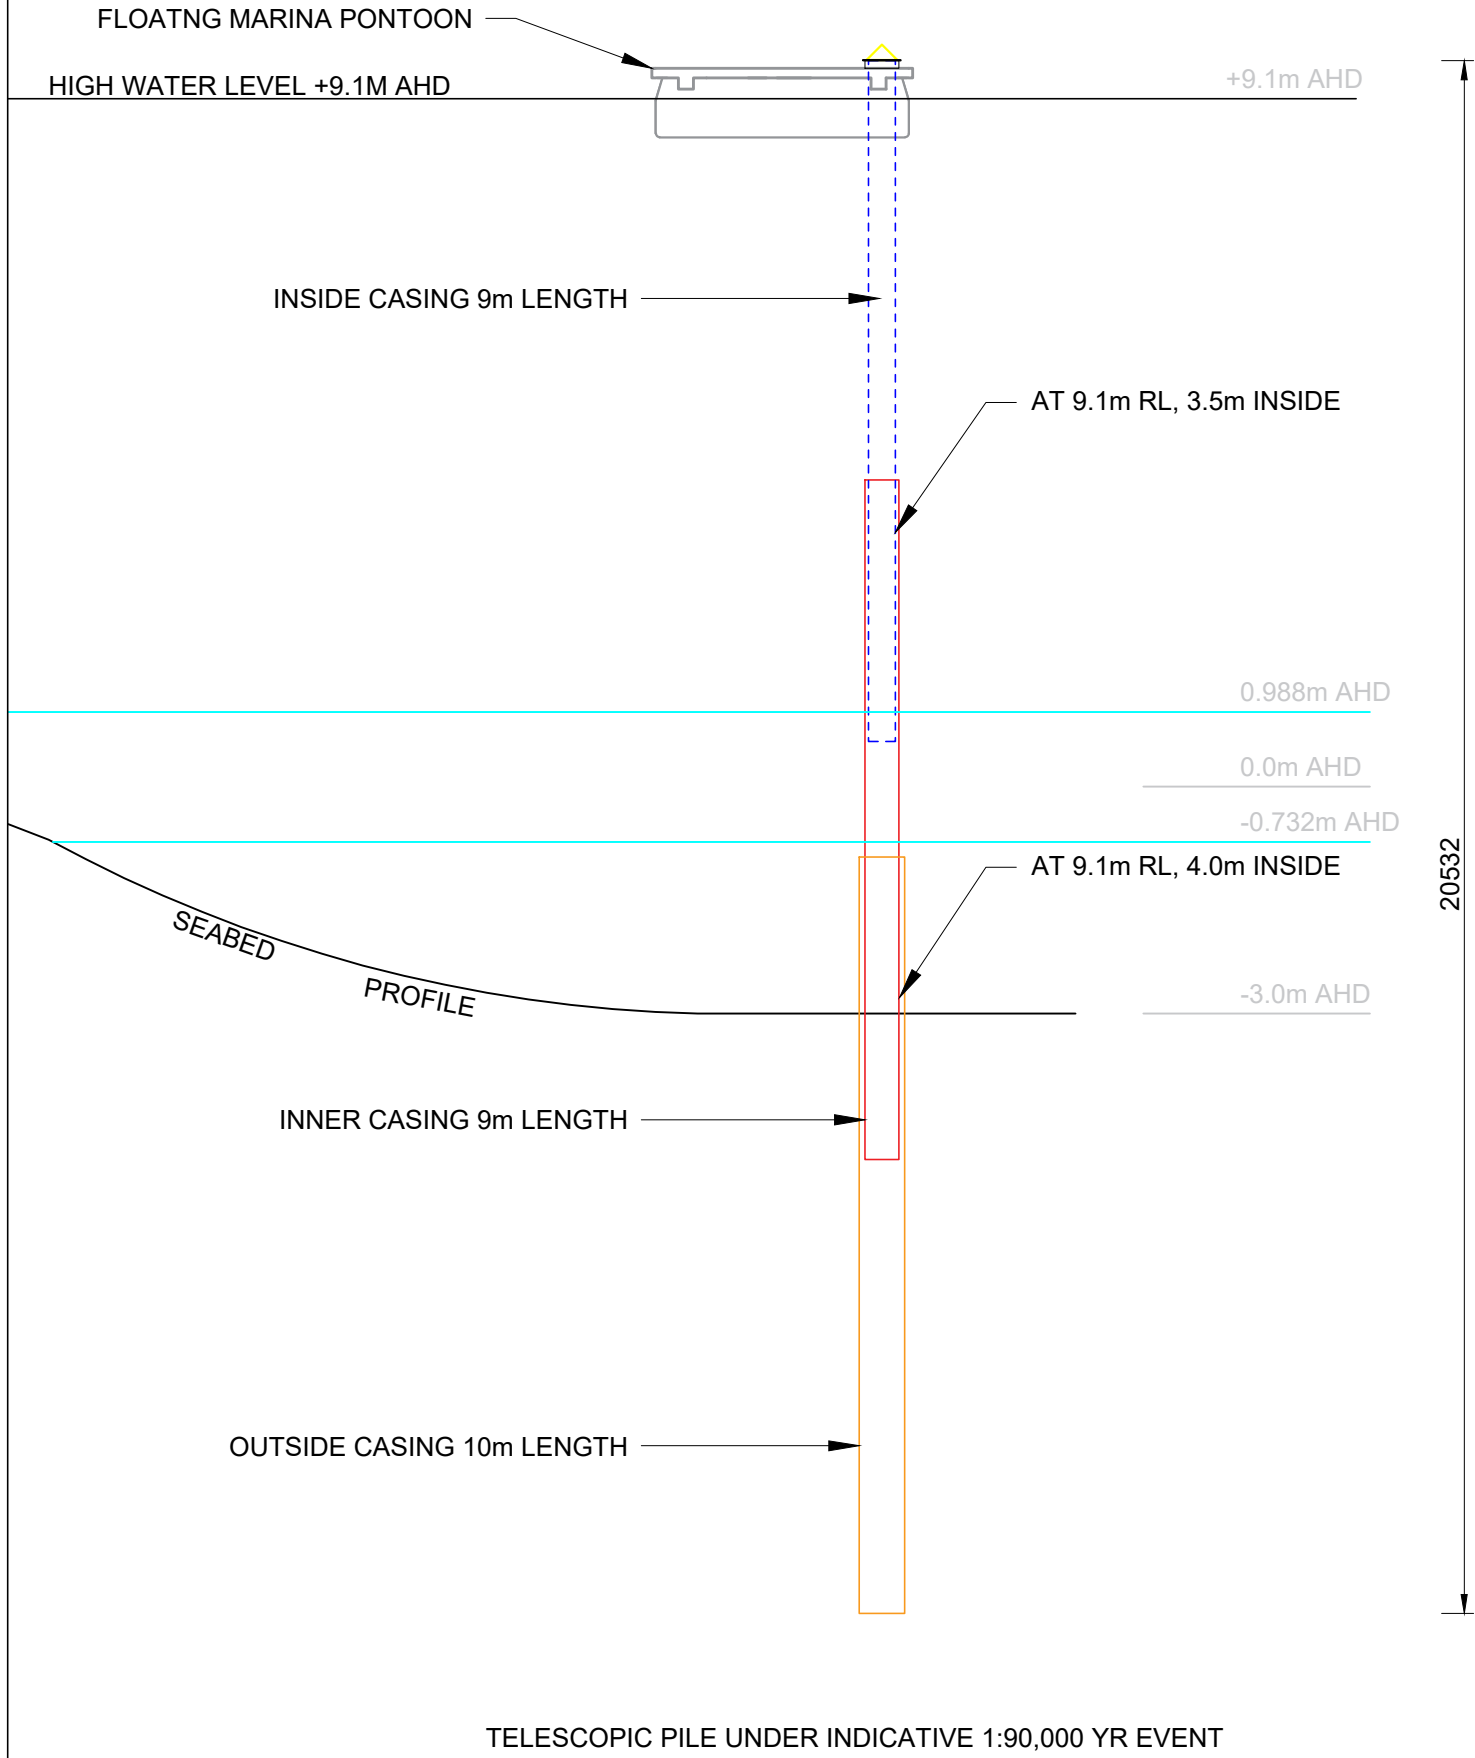 FLOATNG MARINA PONTOON
HIGH WATER LEVEL +9.1M AHD
+9.1m AHD
INSIDE CASING 9m LENGTH
AT 9.1m RL, 3.5m INSIDE
0.988m AHD
0.0m AHD
-0.732m AHD
AT 9.1m RL, 4.0m INSIDE
20532
SEABED
PROFILE
-3.0m AHD
INNER CASING 9m LENGTH
OUTSIDE CASING 10m LENGTH
TELESCOPIC PILE UNDER INDICATIVE 1:90,000 YR EVENT